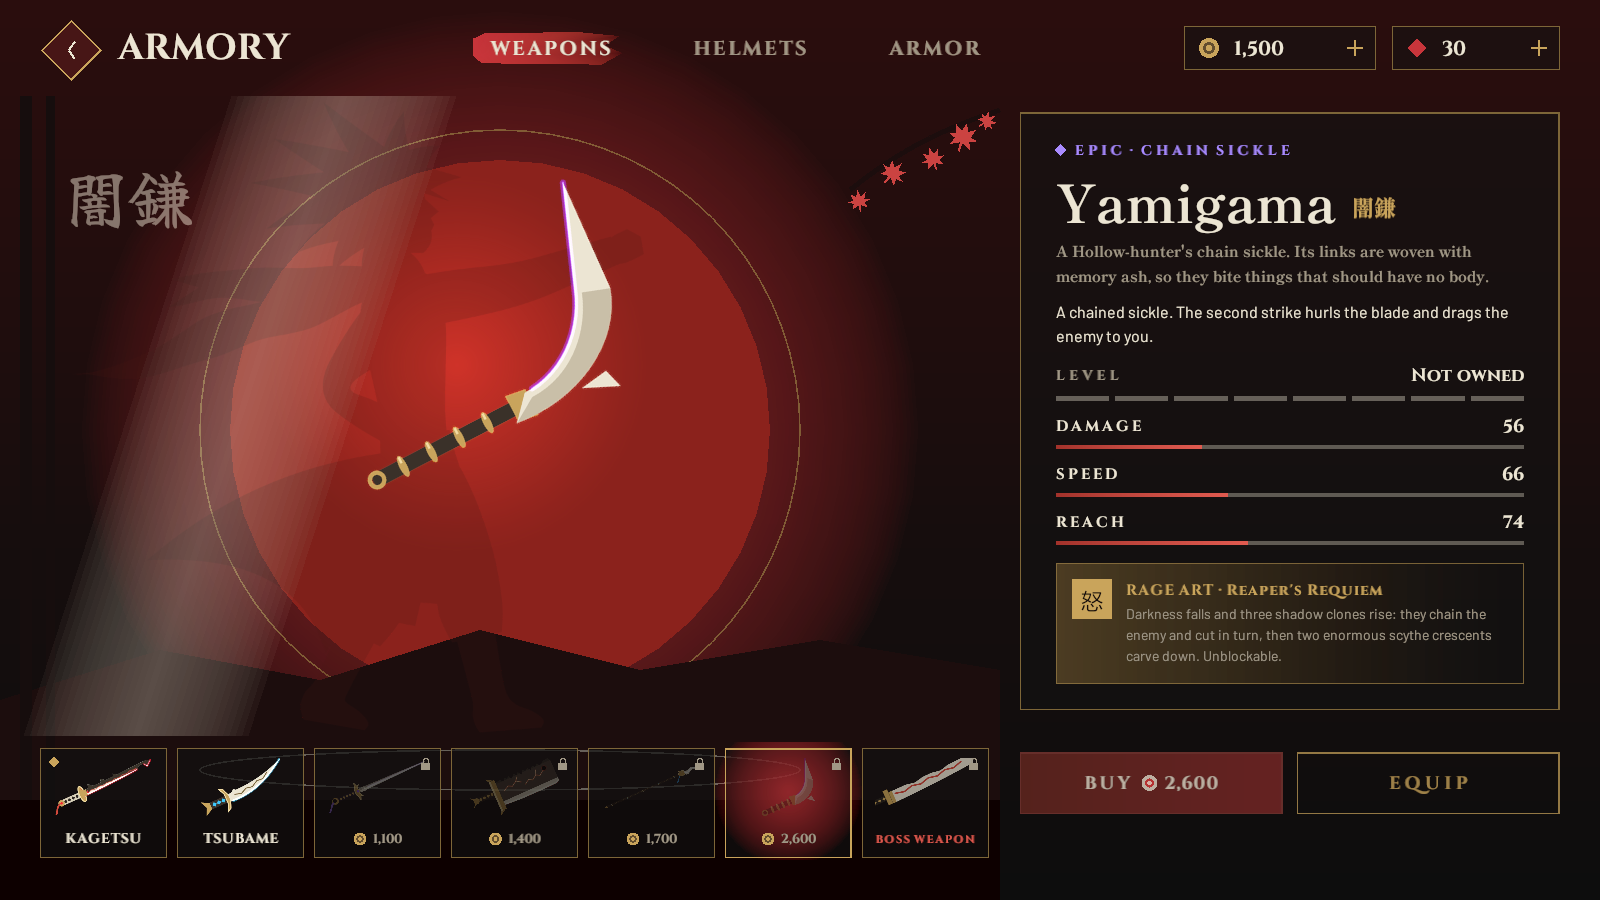 ARMORY
WEAPONS
HELMETS
ARMOR
1,500
30
闇鎌
EPIC · CHAIN SICKLE
Yamigama 闇鎌
A Hollow-hunter's chain sickle. Its links are woven with
memory ash, so they bite things that should have no body.
A chained sickle. The second strike hurls the blade and drags the
enemy to you.
LEVEL
NOT OWNED
DAMAGE
56
SPEED
66
REACH
74
怒
RAGE ART · REAPER'S REQUIEM
Darkness falls and three shadow clones rise: they chain the
enemy and cut in turn, then two enormous scythe crescents
carve down. Unblockable.
KAGETSU
TSUBAME
1,100
1,400
1,700
2,600
BOSS WEAPON
BUY 2,600
EQUIP